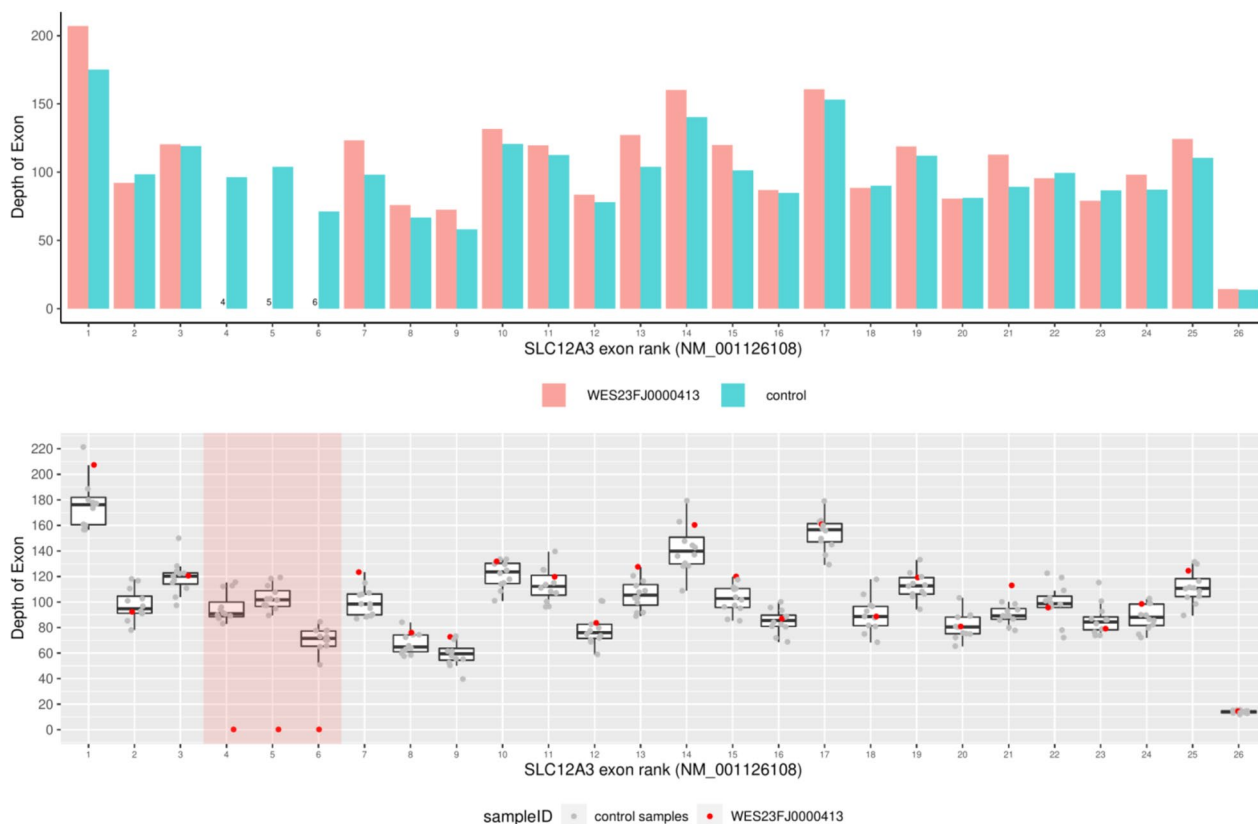 Depth of Exon
200
150
100
50
0
4 5 6
1 2 3 4 5 6 7 8 9 10 11 12 13 14 15 16 17 18 19 20 21 22 23 24 25 26
SLC12A3 exon rank (NM_001126108)
WES23FJ0000413 control
Depth of Exon
220
200
180
160
140
120
100
80
60
40
20
0
1 2 3 4 5 6 7 8 9 10 11 12 13 14 15 16 17 18 19 20 21 22 23 24 25 26
SLC12A3 exon rank (NM_001126108)
sampleID control samples WES23FJ0000413